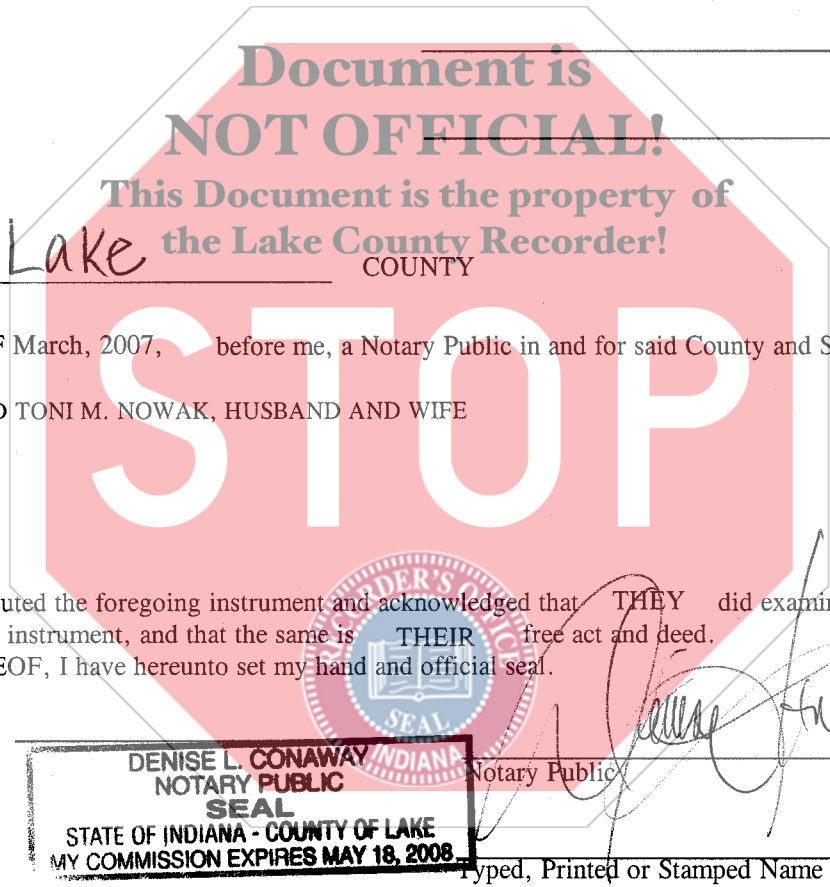 Document is
NOT OFFICIAL!
This Document is the property of
the Lake County Recorder!
Lake COUNTY
March, 2007, before me, a Notary Public in and for said County and S
TONI M. NOWAK, HUSBAND AND WIFE
STOP
uted the foregoing instrument and acknowledged that THEY did examin
instrument, and that the same is THEIR free act and deed.
EOF, I have hereunto set my hand and official seal.
RECORDER'S OFFICE
SEAL
INDIANA
DENISE L. CONAWAY
NOTARY PUBLIC
SEAL
STATE OF INDIANA - COUNTY OF LAKE
MY COMMISSION EXPIRES MAY 18, 2008
Notary Public
Typed, Printed or Stamped Name